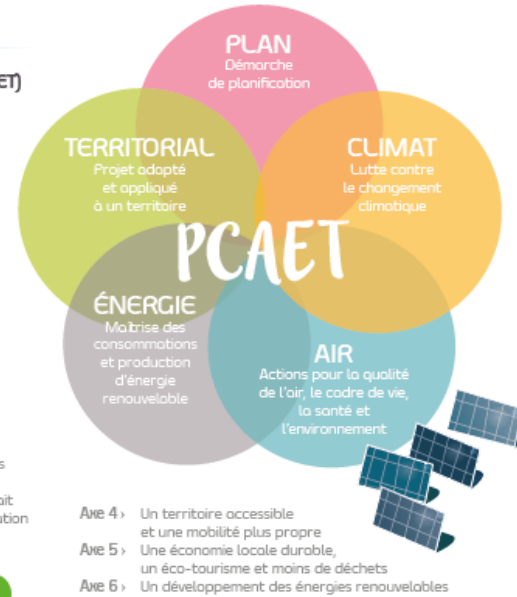 ET)
PLAN
Démarche
de planification
TERRITORIAL
Projet adapté
et appliqué
à un territoire
CLIMAT
Lutte contre
le changement
climatique
PCAET
ÉNERGIE
Maîtrise des
consommations
et production
d'énergie
renouvelable
AIR
Actions pour la qualité
de l'air, le cadre de vie,
la santé et
l'environnement
s
ait
ation
Axe 4 › Un territoire accessible
et une mobilité plus propre
Axe 5 › Une économie locale durable,
un éco-tourisme et moins de déchets
Axe 6 › Un développement des énergies renouvelables